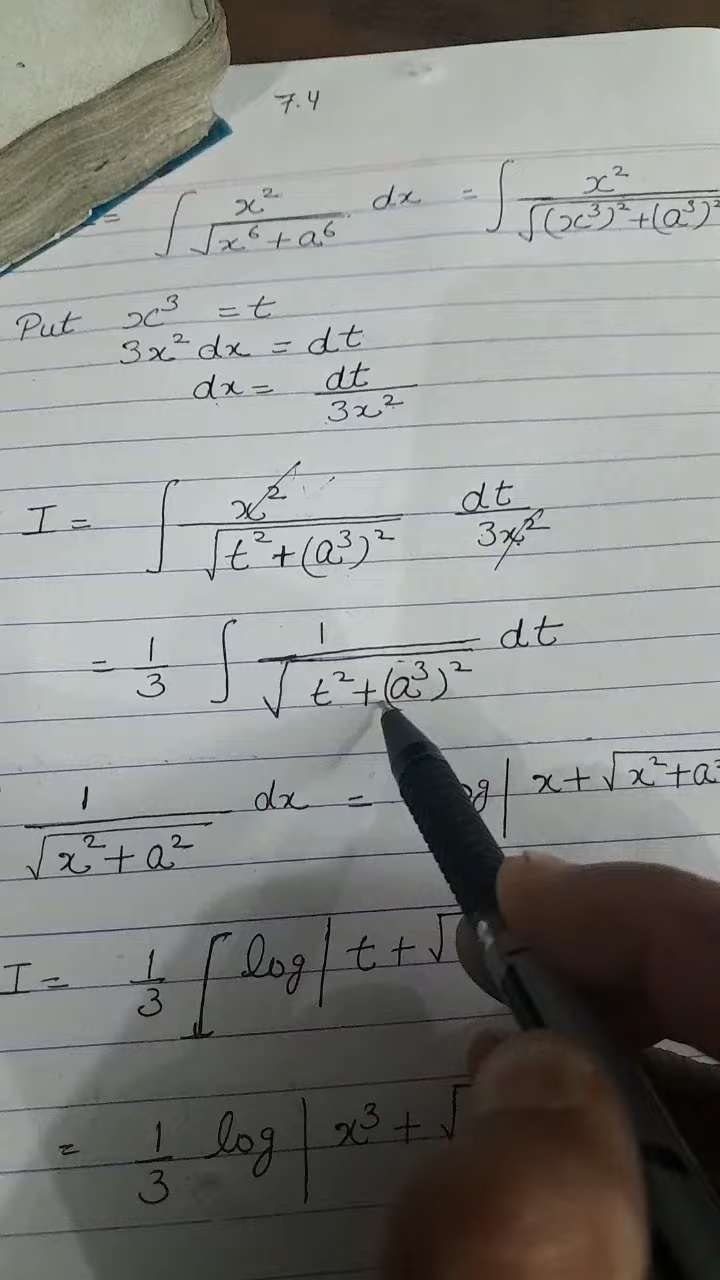 7.4
= ∫ x²/√(x⁶ + a⁶) dx = ∫ x²/√((x³)² + (a³)²
Put x³ = t
3x² dx = dt
dx = dt/3x²
I = ∫ x²/√(t² + (a³)²) dt/3x²
= 1/3 ∫ 1/√(t² + (a³)²) dt
1/√(x² + a²) dx = log| x + √(x² + a²
I = 1/3 [ log| t + √
= 1/3 log| x³ + √